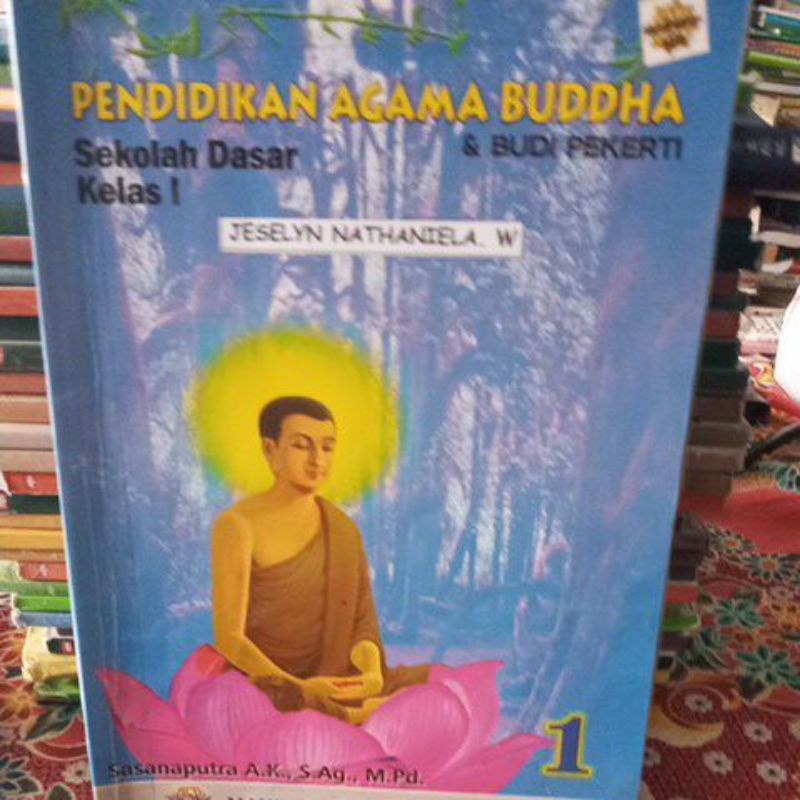 PENDIDIKAN AGAMA BUDDHA
& BUDI PEKERTI
Sekolah Dasar
Kelas I
JESELYN NATHANIELA. W
1
Sasanaputra A.K., S.Ag., M.Pd.